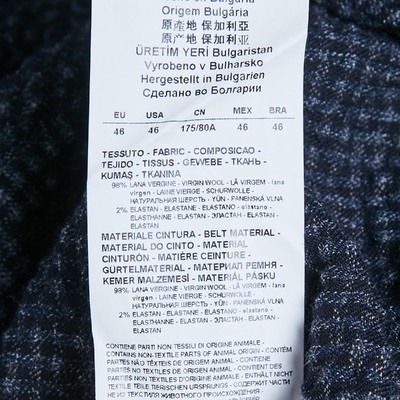 Origem Bulgária
原產地 保加利亞
原产地 保加利亚
ÜRETİM YERİ Bulgaristan
Vyrobeno v Bulharsko
Hergestellt in Bulgarien
Сделано во Болгарии
EU USA CN MEX BRA
46 46 175/80A 46 46
TESSUTO - FABRIC - COMPOSICAO -
TEJIDO - TISSUS - GEWEBE - ТКАНЬ -
KUMAŞ - TKANINA
98% LANA VERGINE - VIRGIN WOOL - LÃ VIRGEM - lana
virgen - LAINE VIERGE - SCHURWOLLE -
НАТУРАЛЬНАЯ ШЕРСТЬ - YÜN - PANENSKÁ VLNA
2% ELASTAN - ELASTANE - ELASTANO - elastano -
ELASTHANNE - ELASTAN - ЭЛАСТАН - ELASTAN -
ELASTAN
MATERIALE CINTURA - BELT MATERIAL -
MATERIAL DO CINTO - MATERIAL
CINTURÓN - MATIÈRE CEINTURE -
GÜRTELMATERIAL - МАТЕРИАЛ РЕМНЯ -
KEMER MALZEMESİ - MATERIÁL PÁSKU
98% LANA VERGINE - VIRGIN WOOL - LÃ VIRGEM - lana
virgen - LAINE VIERGE - SCHURWOLLE -
НАТУРАЛЬНАЯ ШЕРСТЬ - YÜN - PANENSKÁ VLNA
2% ELASTAN - ELASTANE - ELASTANO - elastano -
ELASTHANNE - ELASTAN - ЭЛАСТАН - ELASTAN -
ELASTAN
CONTIENE PARTI NON TESSILI DI ORIGINE ANIMALE -
CONTAINS NON-TEXTILE PARTS OF ANIMAL ORIGIN - CONTÉM
PARTES NÃO TÊXTEIS DE ORIGEM ANIMAL - CONTIENE
PARTES NO TEXTILES DE ORIGEN ANIMAL - CONTIENT
DES PARTIES NON TEXTILES D'ORIGINE ANIMALE - ENTHÄLT NICHT
TEXTILE TEILE TIERISCHEN URSPRUNGS - СОДЕРЖИТ ЧАСТИ
НЕ ИЗ ТЕКСТИЛЯ ЖИВОТНОГО ПРОИСХОЖДЕНИЯ -